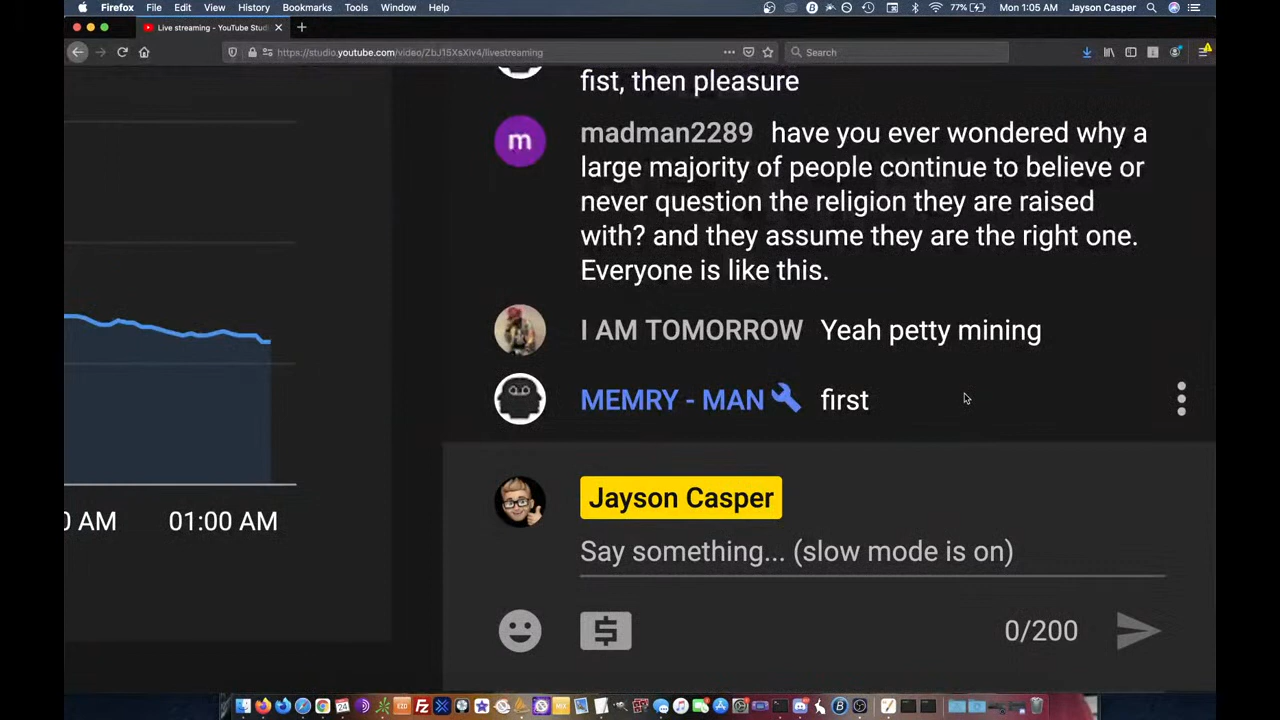 Firefox File Edit View History Bookmarks Tools Window Help 77% Mon 1:05 AM Jayson Casper
Live streaming - YouTube Stud
https://studio.youtube.com/video/ZbJ15XsXiv4/livestreaming Search
fist, then pleasure
m madman2289 have you ever wondered why a
large majority of people continue to believe or
never question the religion they are raised
with? and they assume they are the right one.
Everyone is like this.
I AM TOMORROW Yeah petty mining
MEMRY - MAN first
Jayson Casper
0 AM 01:00 AM
Say something... (slow mode is on)
0/200